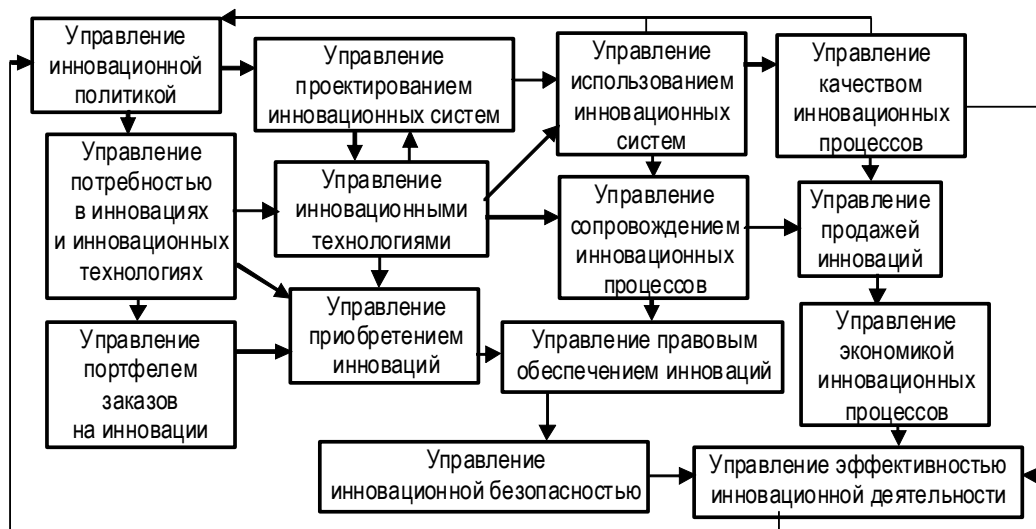 Управление
инновационной
политикой
Управление
проектированием
инновационных систем
Управление
использованием
инновационных
систем
Управление
качеством
инновационных
процессов
Управление
потребностью
в инновациях
и инновационных
технологиях
Управление
инновационными
технологиями
Управление
сопровождением
инновационных
процессов
Управление
продажей
инноваций
Управление
портфелем
заказов
на инновации
Управление
приобретением
инноваций
Управление правовым
обеспечением инноваций
Управление
экономикой
инновационных
процессов
Управление
инновационной безопасностью
Управление эффективностью
инновационной деятельности